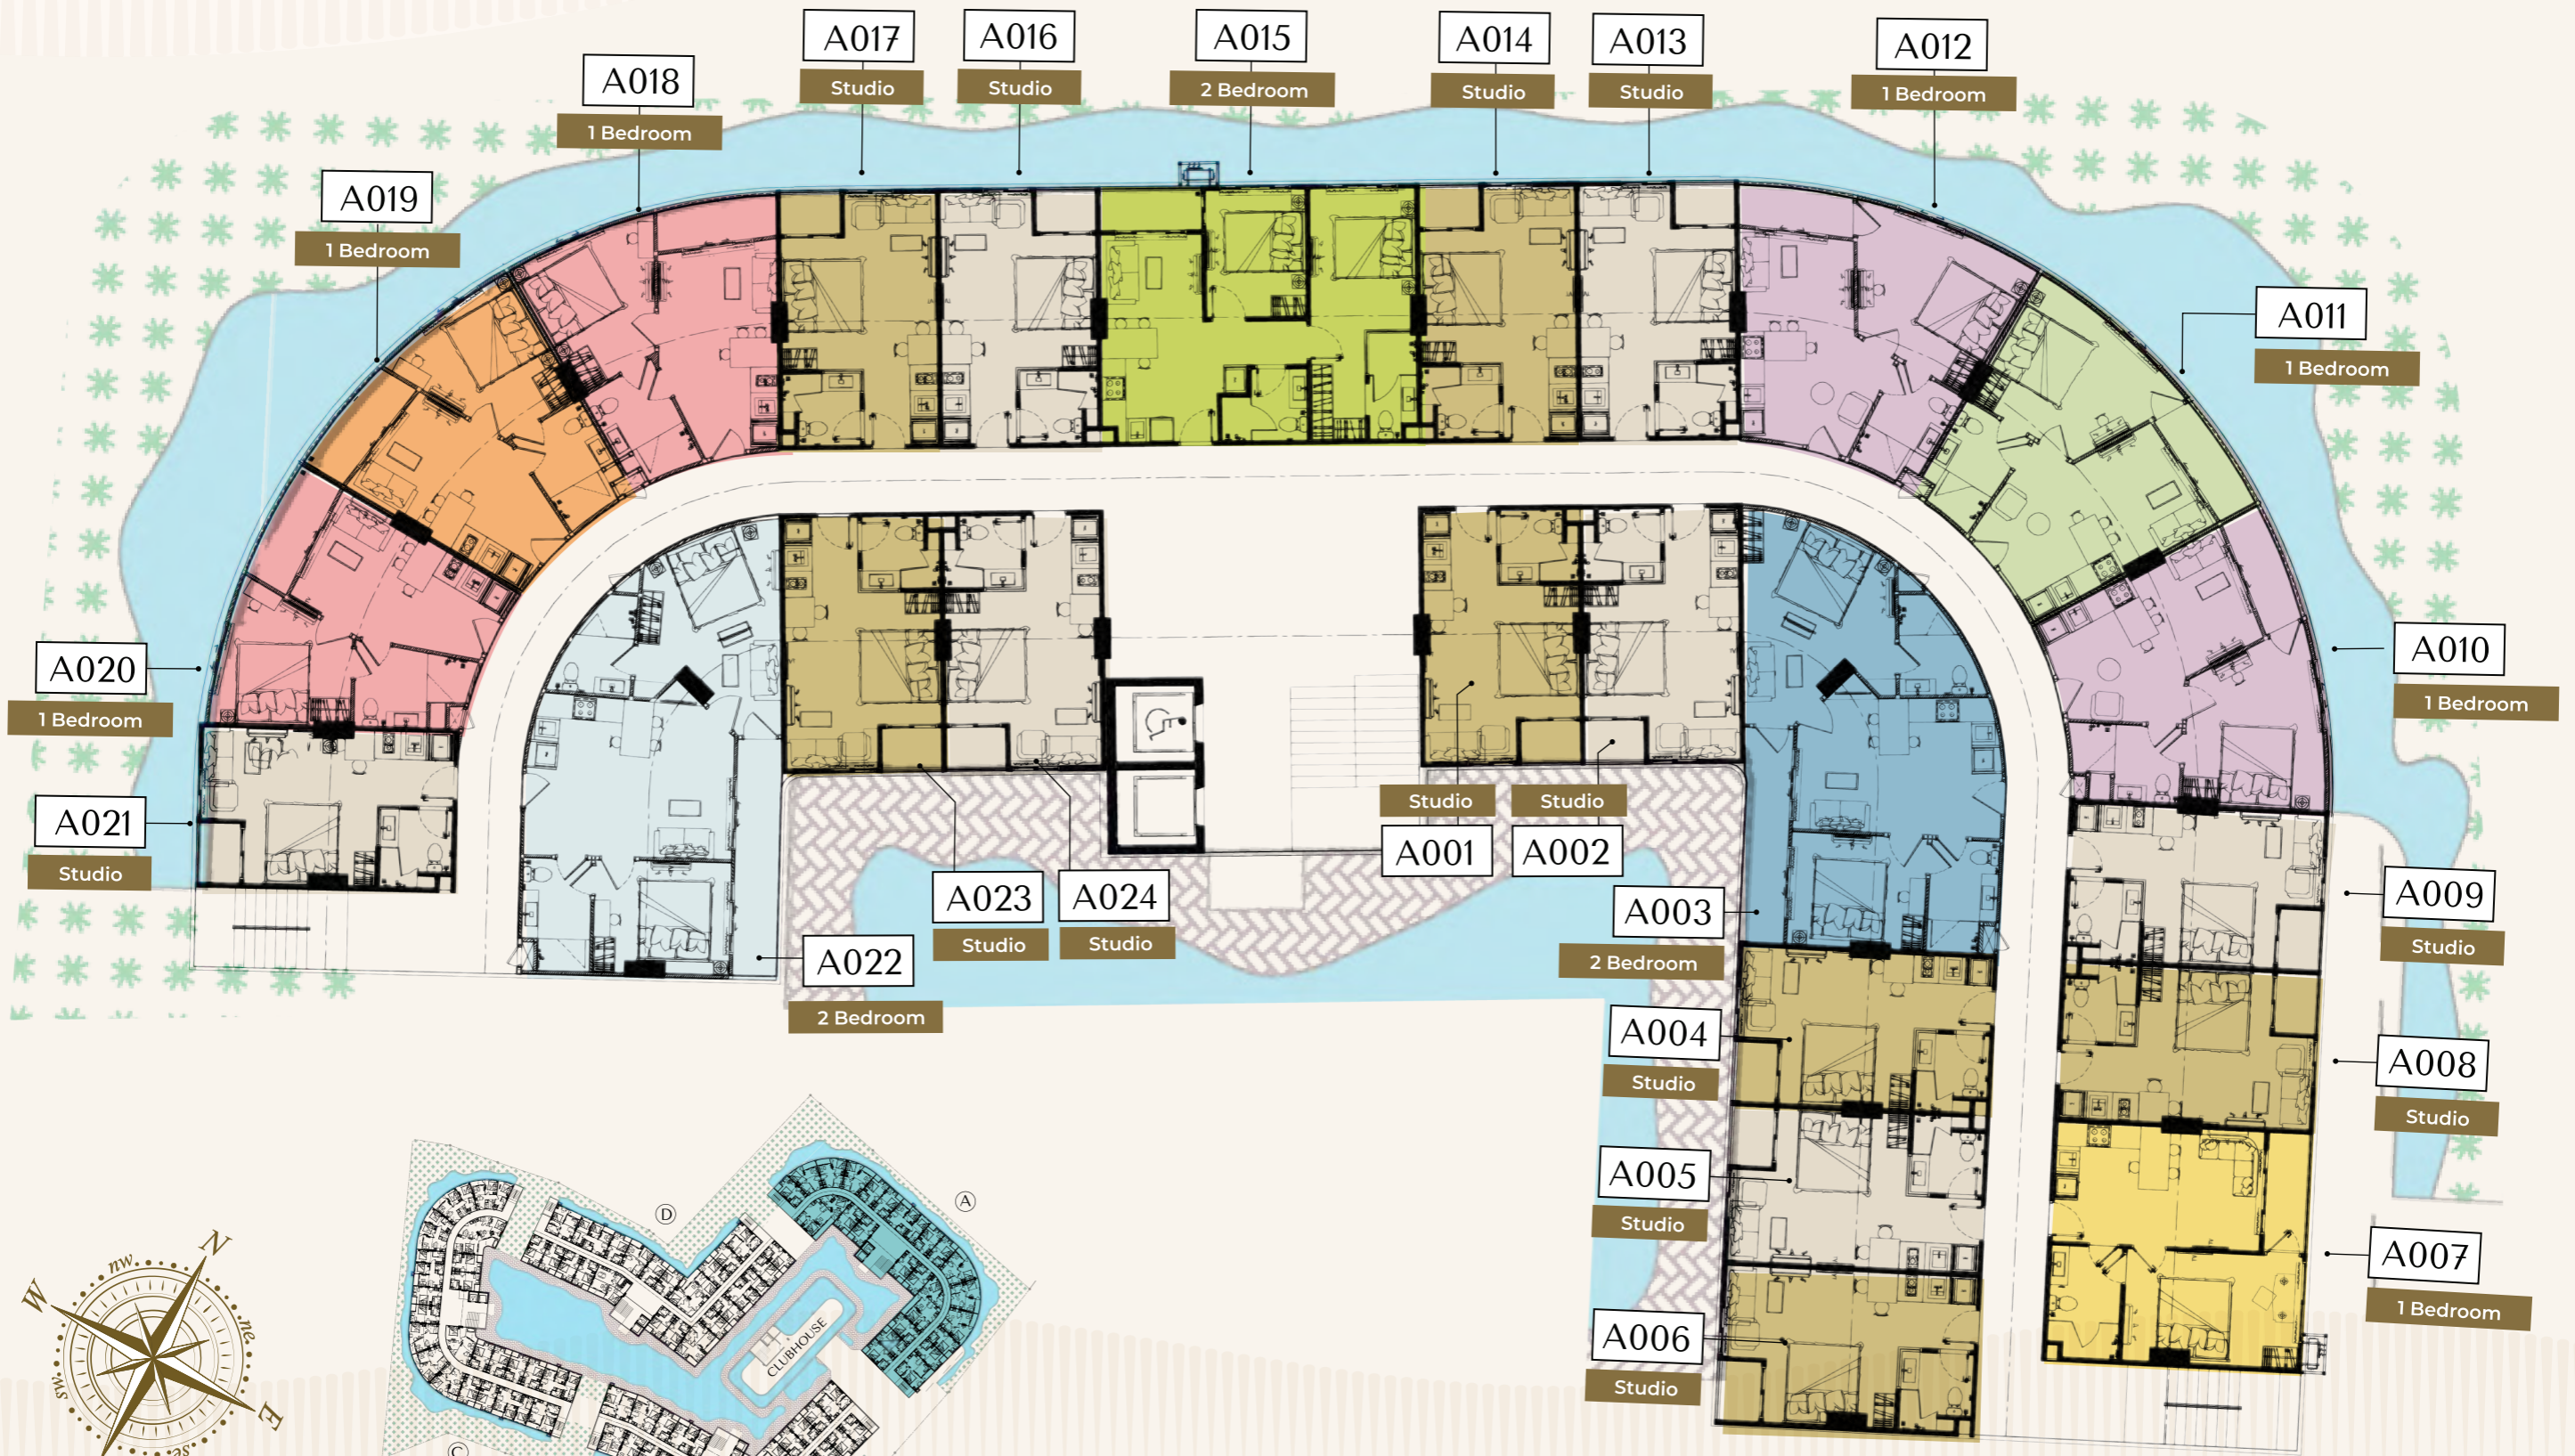 A017
Studio
A016
Studio
A015
2 Bedroom
A014
Studio
A013
Studio
A012
1 Bedroom
A018
1 Bedroom
A019
1 Bedroom
A011
1 Bedroom
A020
1 Bedroom
A010
1 Bedroom
A021
Studio
Studio
A001
Studio
A002
A023
Studio
A024
Studio
A022
2 Bedroom
A003
2 Bedroom
A009
Studio
A004
Studio
A008
Studio
A005
Studio
A007
1 Bedroom
A006
Studio
A
D
CLUBHOUSE
C
N
nw
W
ne
E
sw
se